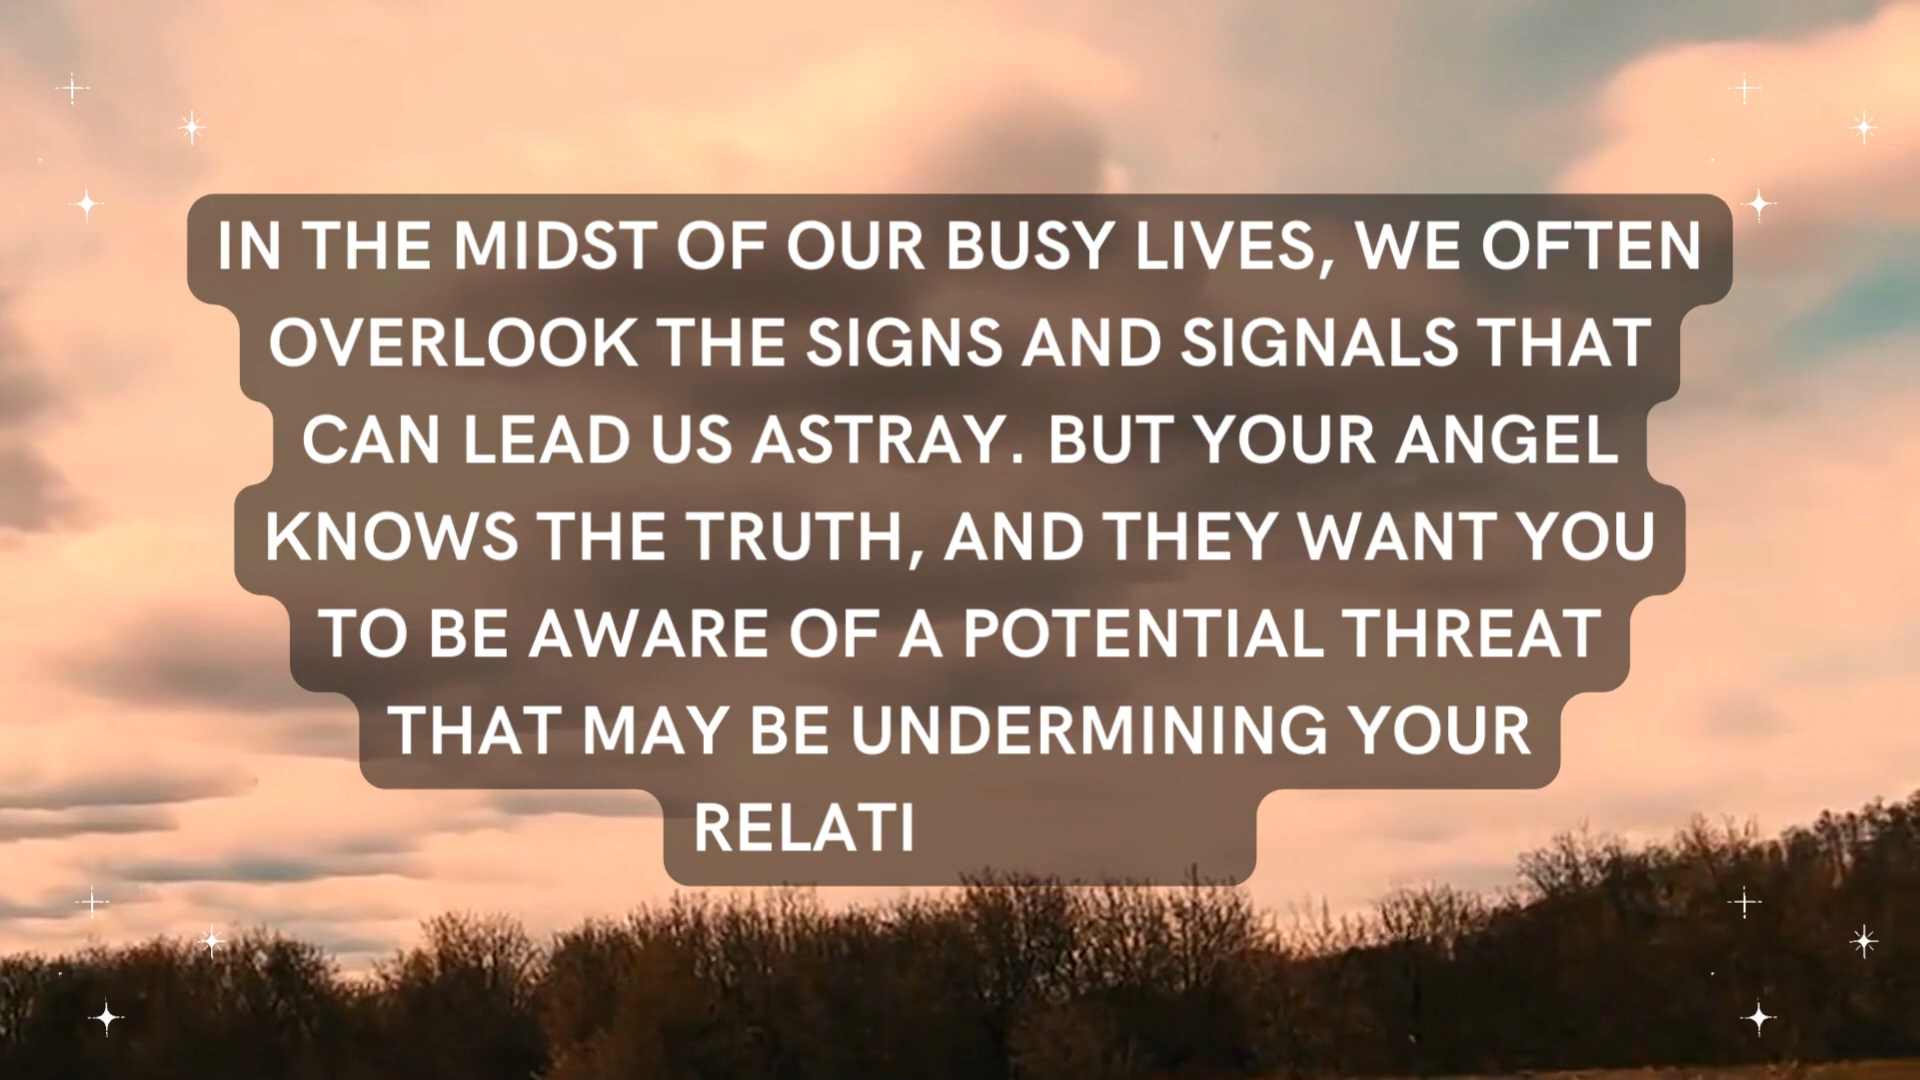 IN THE MIDST OF OUR BUSY LIVES, WE OFTEN
OVERLOOK THE SIGNS AND SIGNALS THAT
CAN LEAD US ASTRAY. BUT YOUR ANGEL
KNOWS THE TRUTH, AND THEY WANT YOU
TO BE AWARE OF A POTENTIAL THREAT
THAT MAY BE UNDERMINING YOUR
RELATI